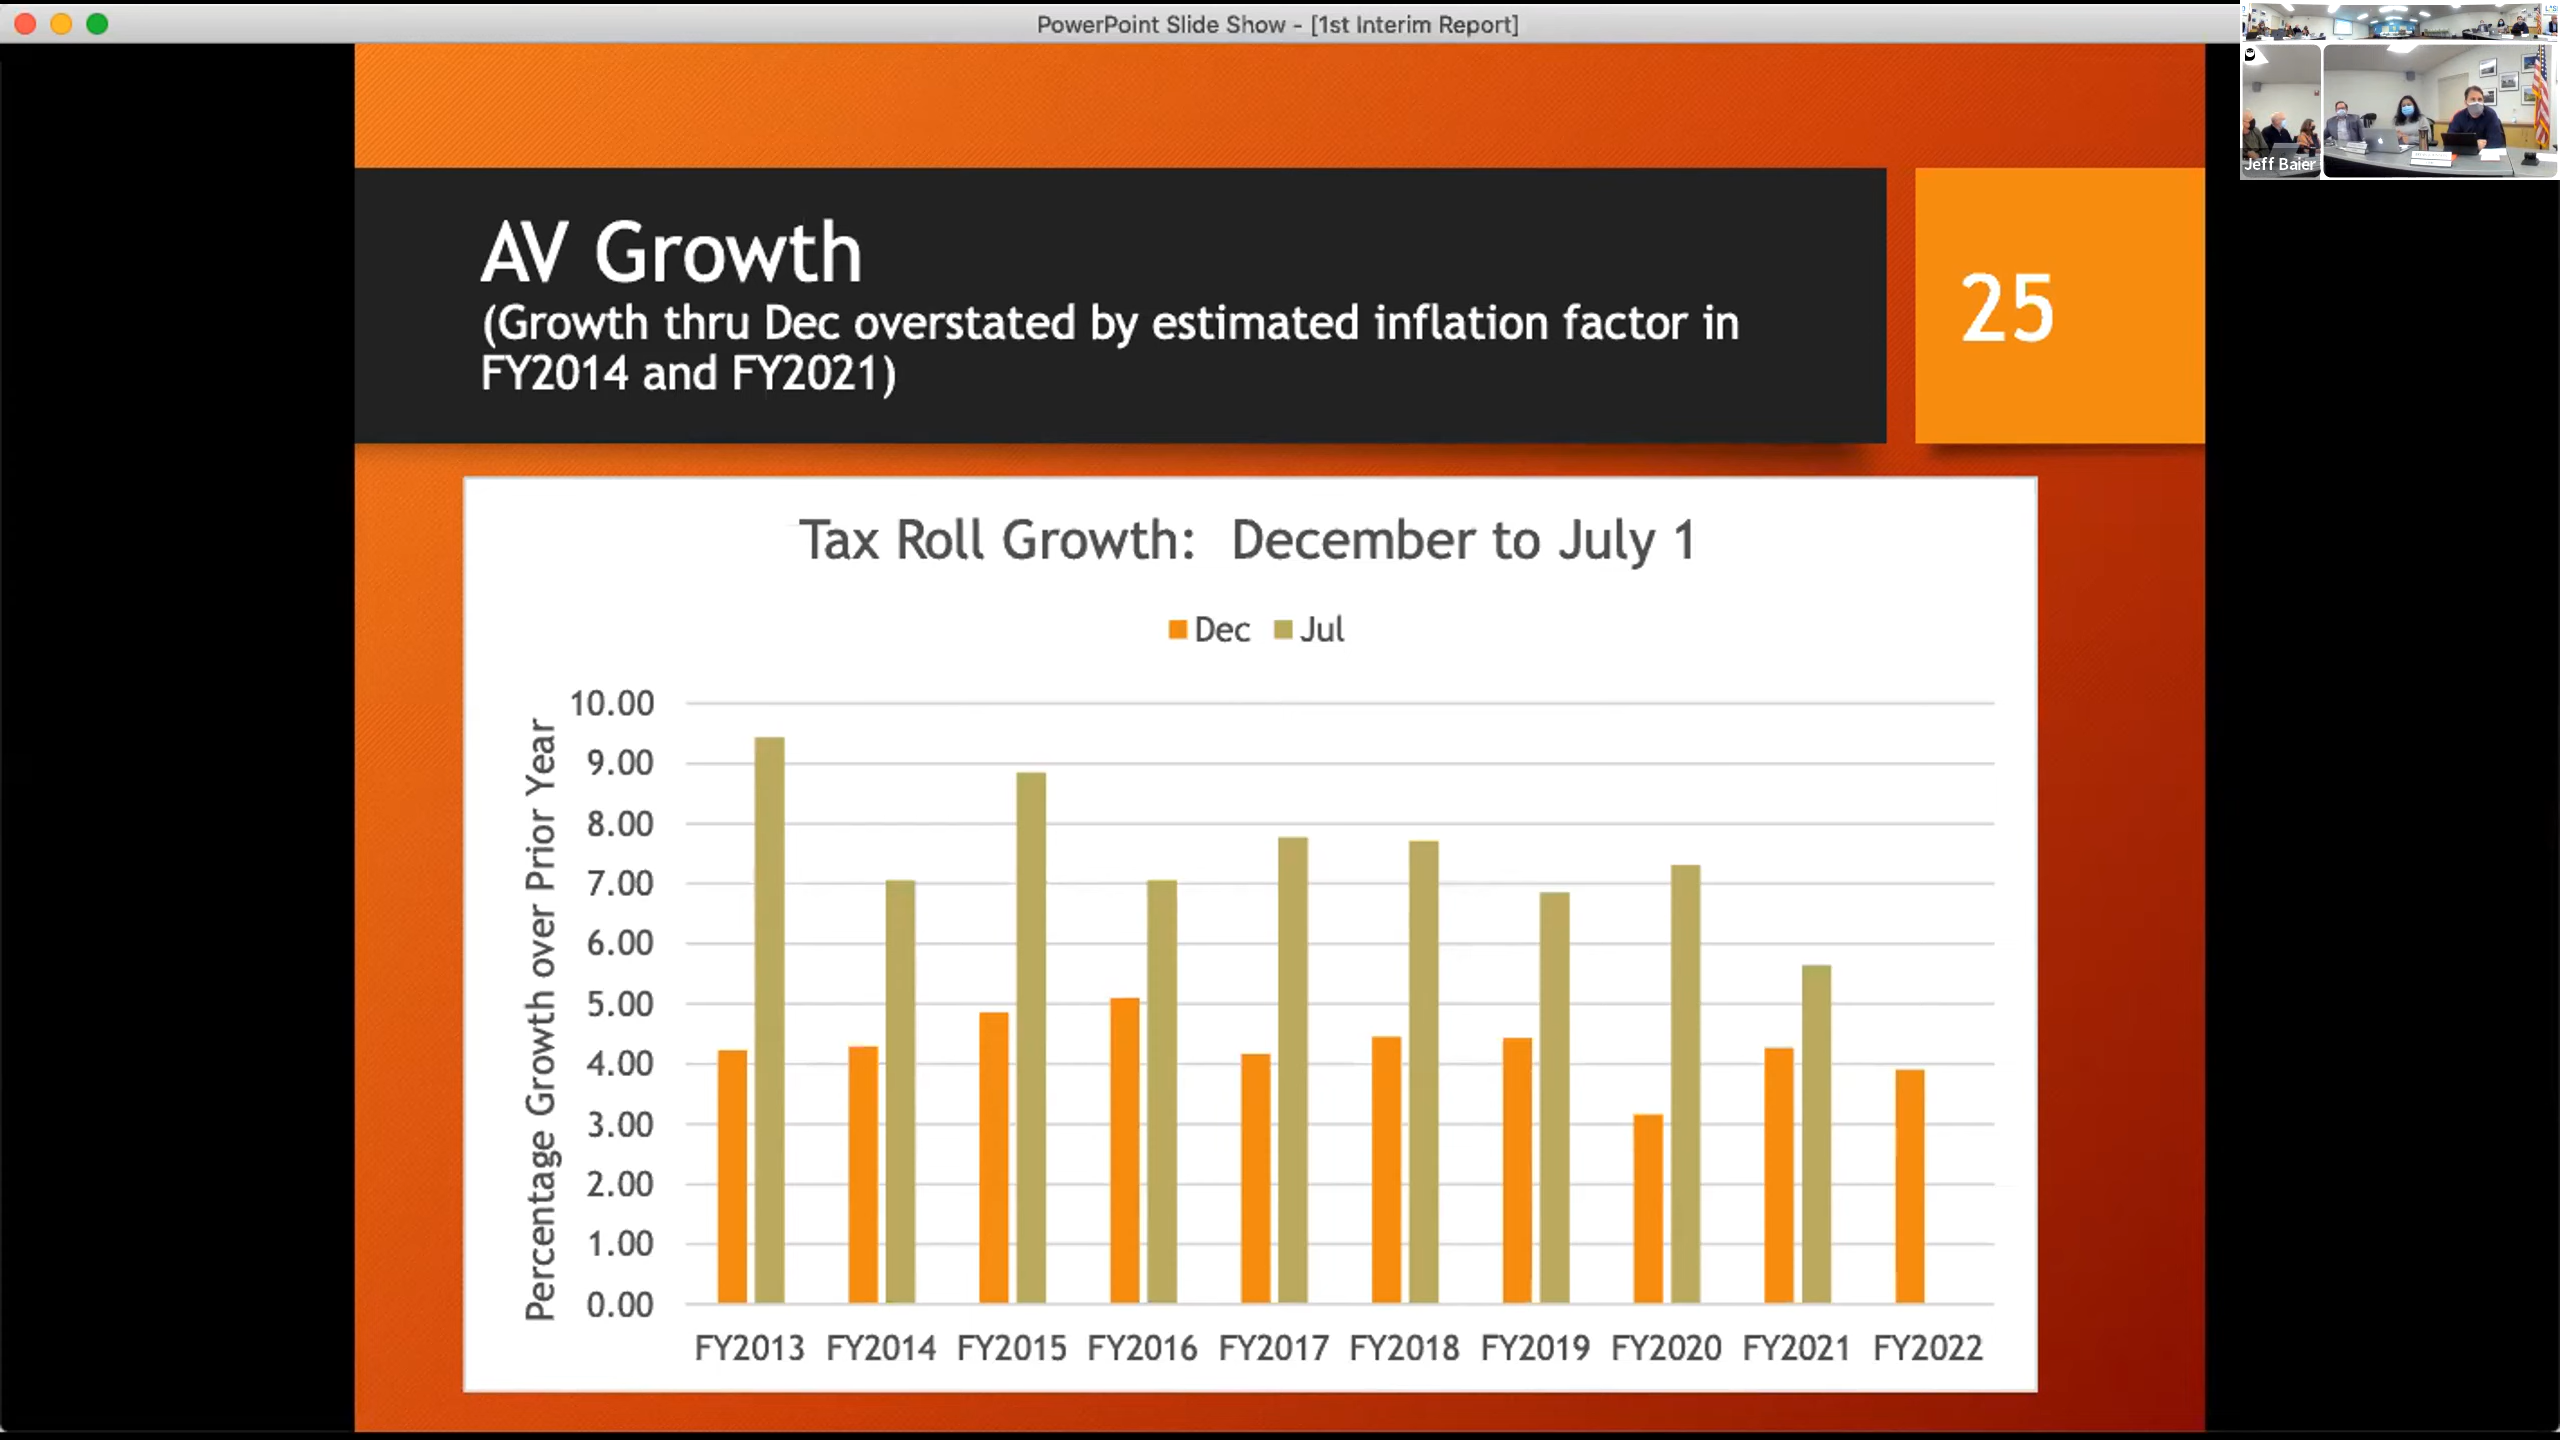 PowerPoint Slide Show - [1st Interim Report]
Jeff Baier
AV Growth
(Growth thru Dec overstated by estimated inflation factor in
FY2014 and FY2021)
25
Tax Roll Growth: December to July 1
Dec Jul
Percentage Growth over Prior Year
10.00
9.00
8.00
7.00
6.00
5.00
4.00
3.00
2.00
1.00
0.00
FY2013 FY2014 FY2015 FY2016 FY2017 FY2018 FY2019 FY2020 FY2021 FY2022